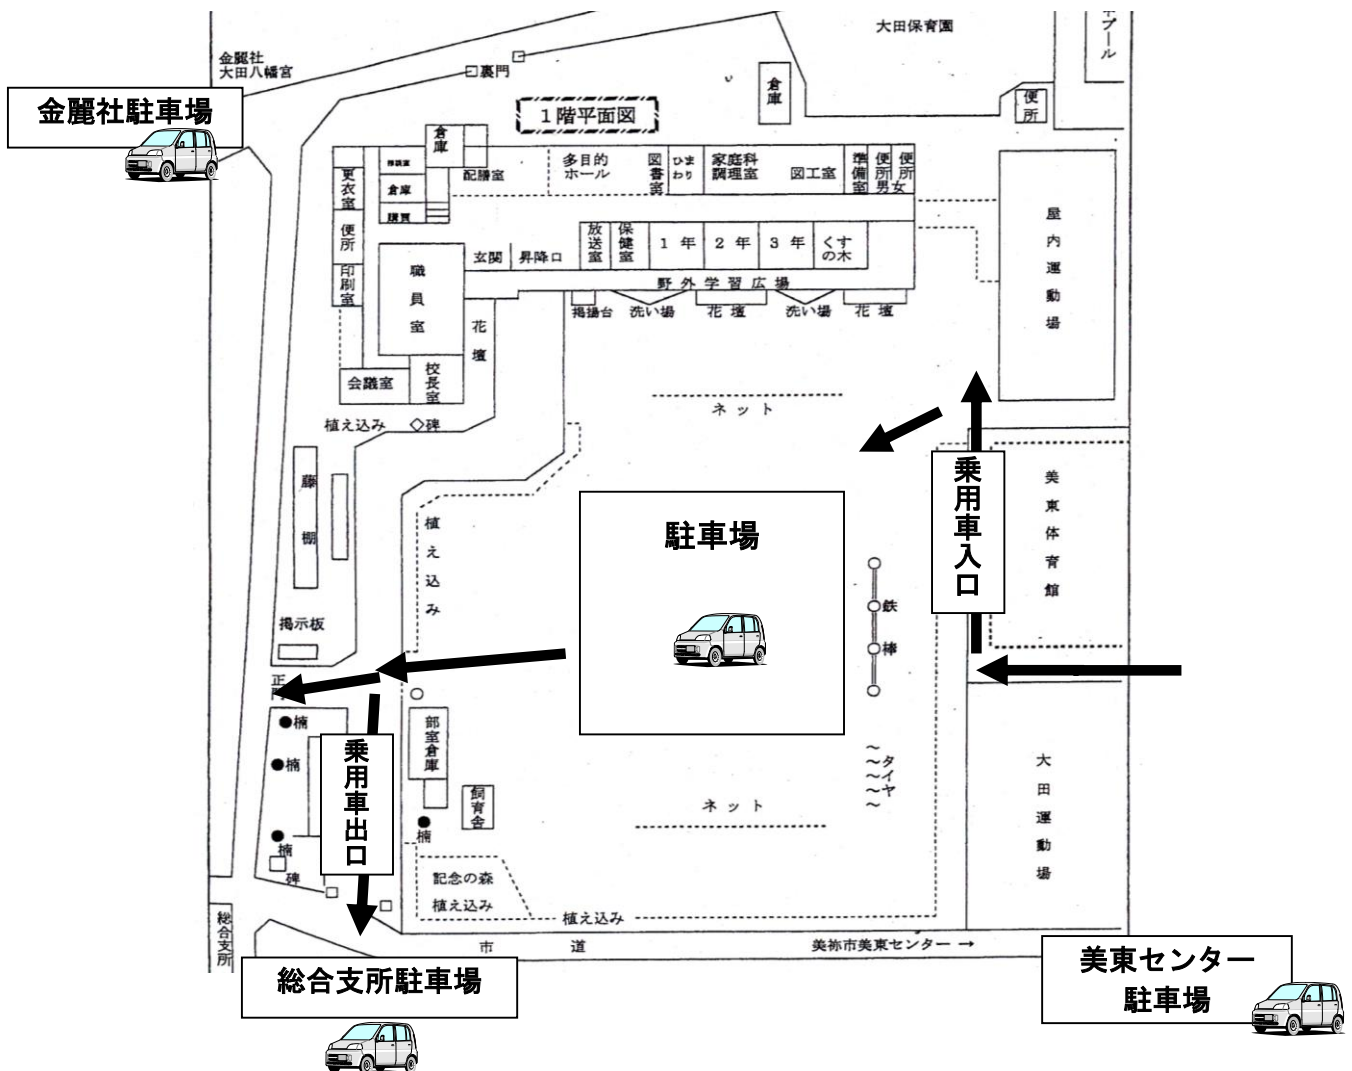 大田保育園
プール
金麗社
大田八幡宮
裏門
倉庫
便所
金麗社駐車場
1階平面図
倉庫
配膳室
多目的
ホール
図書室
ひま
わり
家庭科
調理室
図工室
準備室
便所
男
便所
女
更衣室
倉庫
購買
便所
印刷室
職員室
玄関
昇降口
放送室
保健室
1年
2年
3年
くす
の木
屋内運動場
野外学習広場
掲揚台
洗い場
花壇
洗い場
花壇
花壇
会議室
校長室
ネット
植え込み
碑
藤棚
植え込み
駐車場
乗用車入口
美東体育館
鉄棒
掲示板
正門
楠
楠
楠
碑
乗用車出口
部室倉庫
飼育舎
楠
タイヤ
ネット
大田運動場
記念の森
植え込み
植え込み
総合支所
市道
美祢市美東センター →
総合支所駐車場
美東センター
駐車場